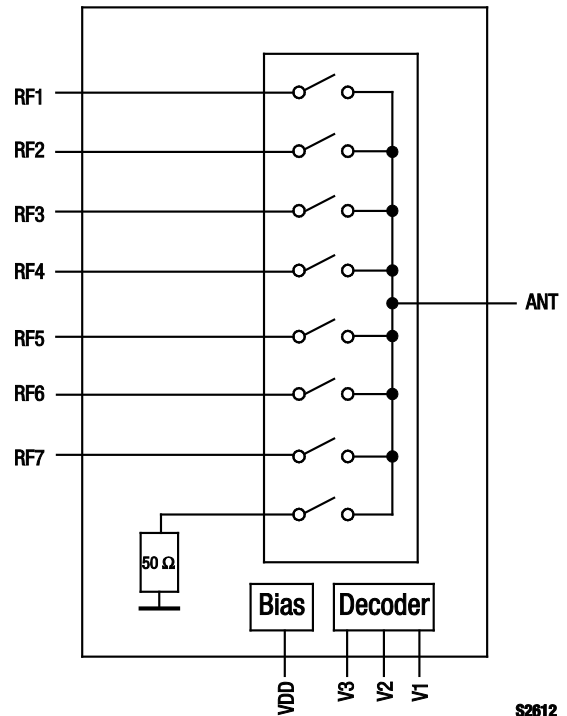 RF1
RF2
RF3
RF4
ANT
RF5
RF6
RF7
50 Ω
Bias
Decoder
VDD
V3
V2
V1
S2612